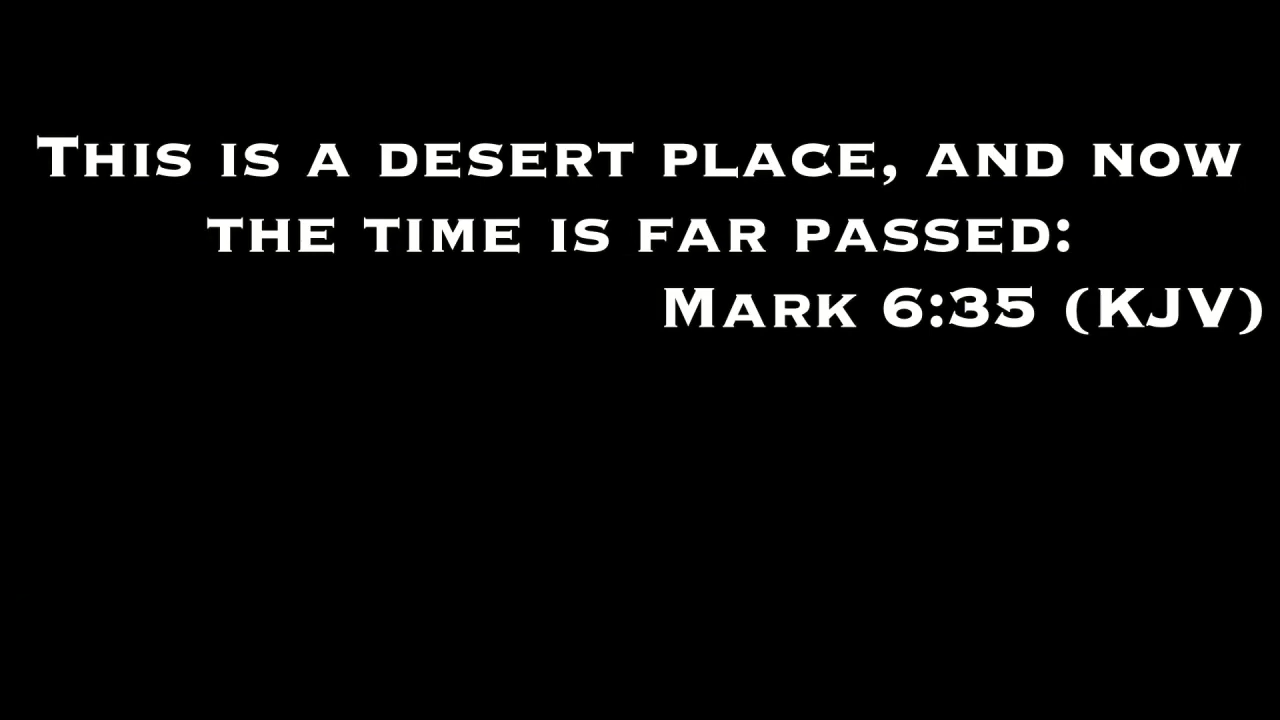 This is a desert place, and now
the time is far passed:
Mark 6:35 (KJV)